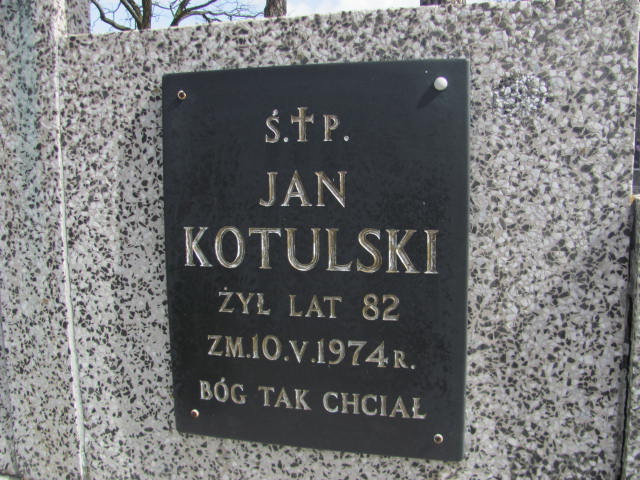 Ś.†P.
JAN
KOTULSKI
ŻYŁ LAT 82
ZM.10.V.1974R.
BÓG TAK CHCIAŁ